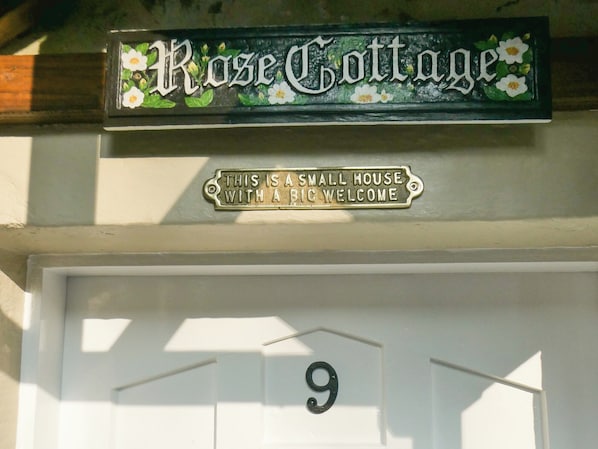 Rose Cottage
THIS IS A SMALL HOUSE
WITH A BIG WELCOME
9